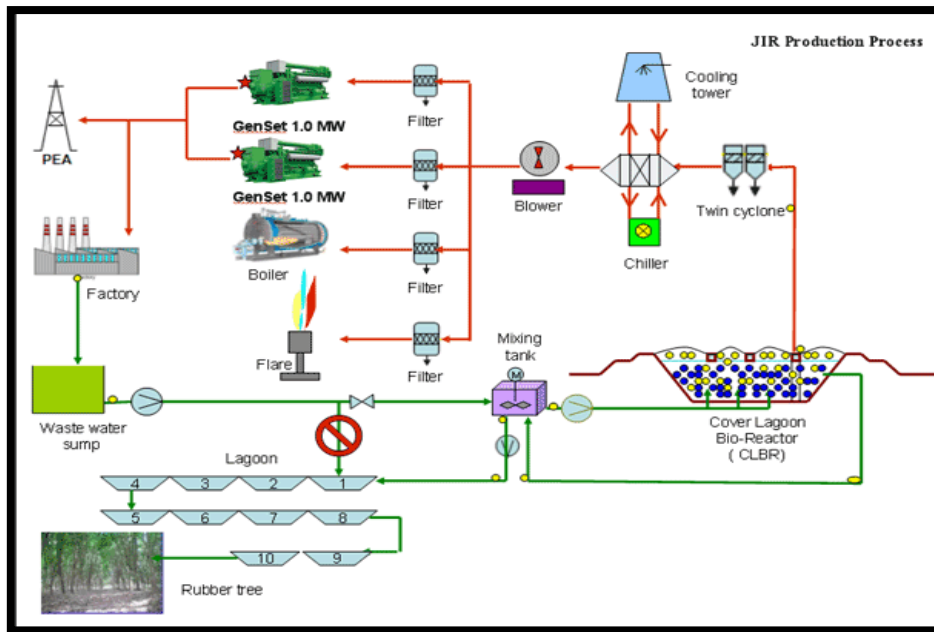 JIR Production Process
Cooling
tower
Filter
GenSet 1.0 MW
PEA
Filter
GenSet 1.0 MW
Blower
Twin cyclone
Chiller
Boiler
Filter
Factory
Flare
Filter
Mixing
tank
M
Waste water
sump
Cover Lagoon
Bio-Reactor
( CLBR)
Lagoon
4 3 2 1
5 6 7 8
10 9
Rubber tree